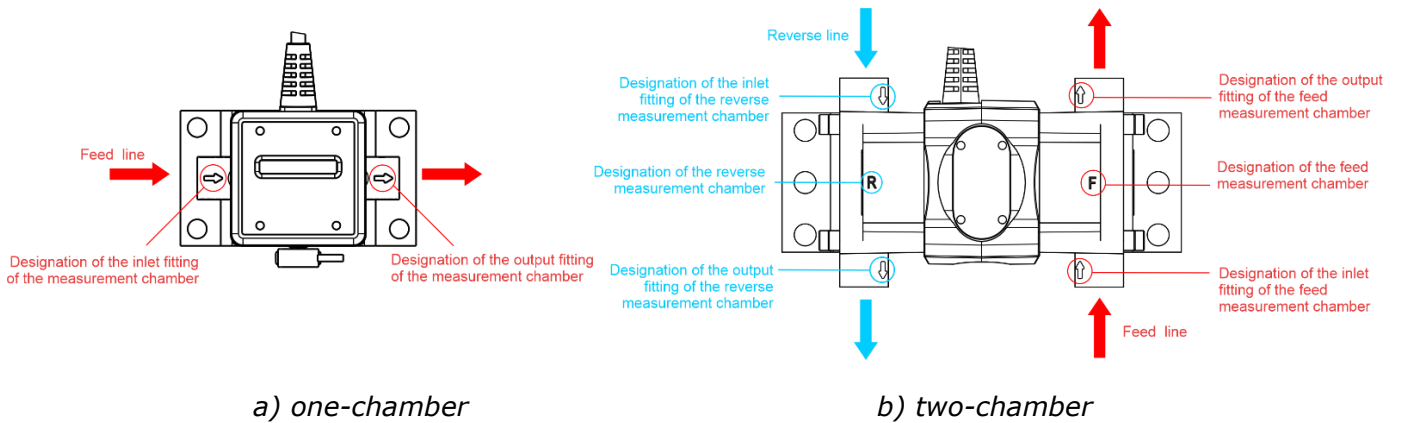 Feed line
Designation of the inlet fitting
of the measurement chamber
Designation of the output fitting
of the measurement chamber
a) one-chamber
Reverse line
Designation of the inlet
fitting of the reverse
measurement chamber
Designation of the reverse
measurement chamber
Designation of the output
fitting of the reverse
measurement chamber
R
F
Designation of the output
fitting of the feed
measurement chamber
Designation of the feed
measurement chamber
Designation of the inlet
fitting of the feed
measurement chamber
Feed line
b) two-chamber